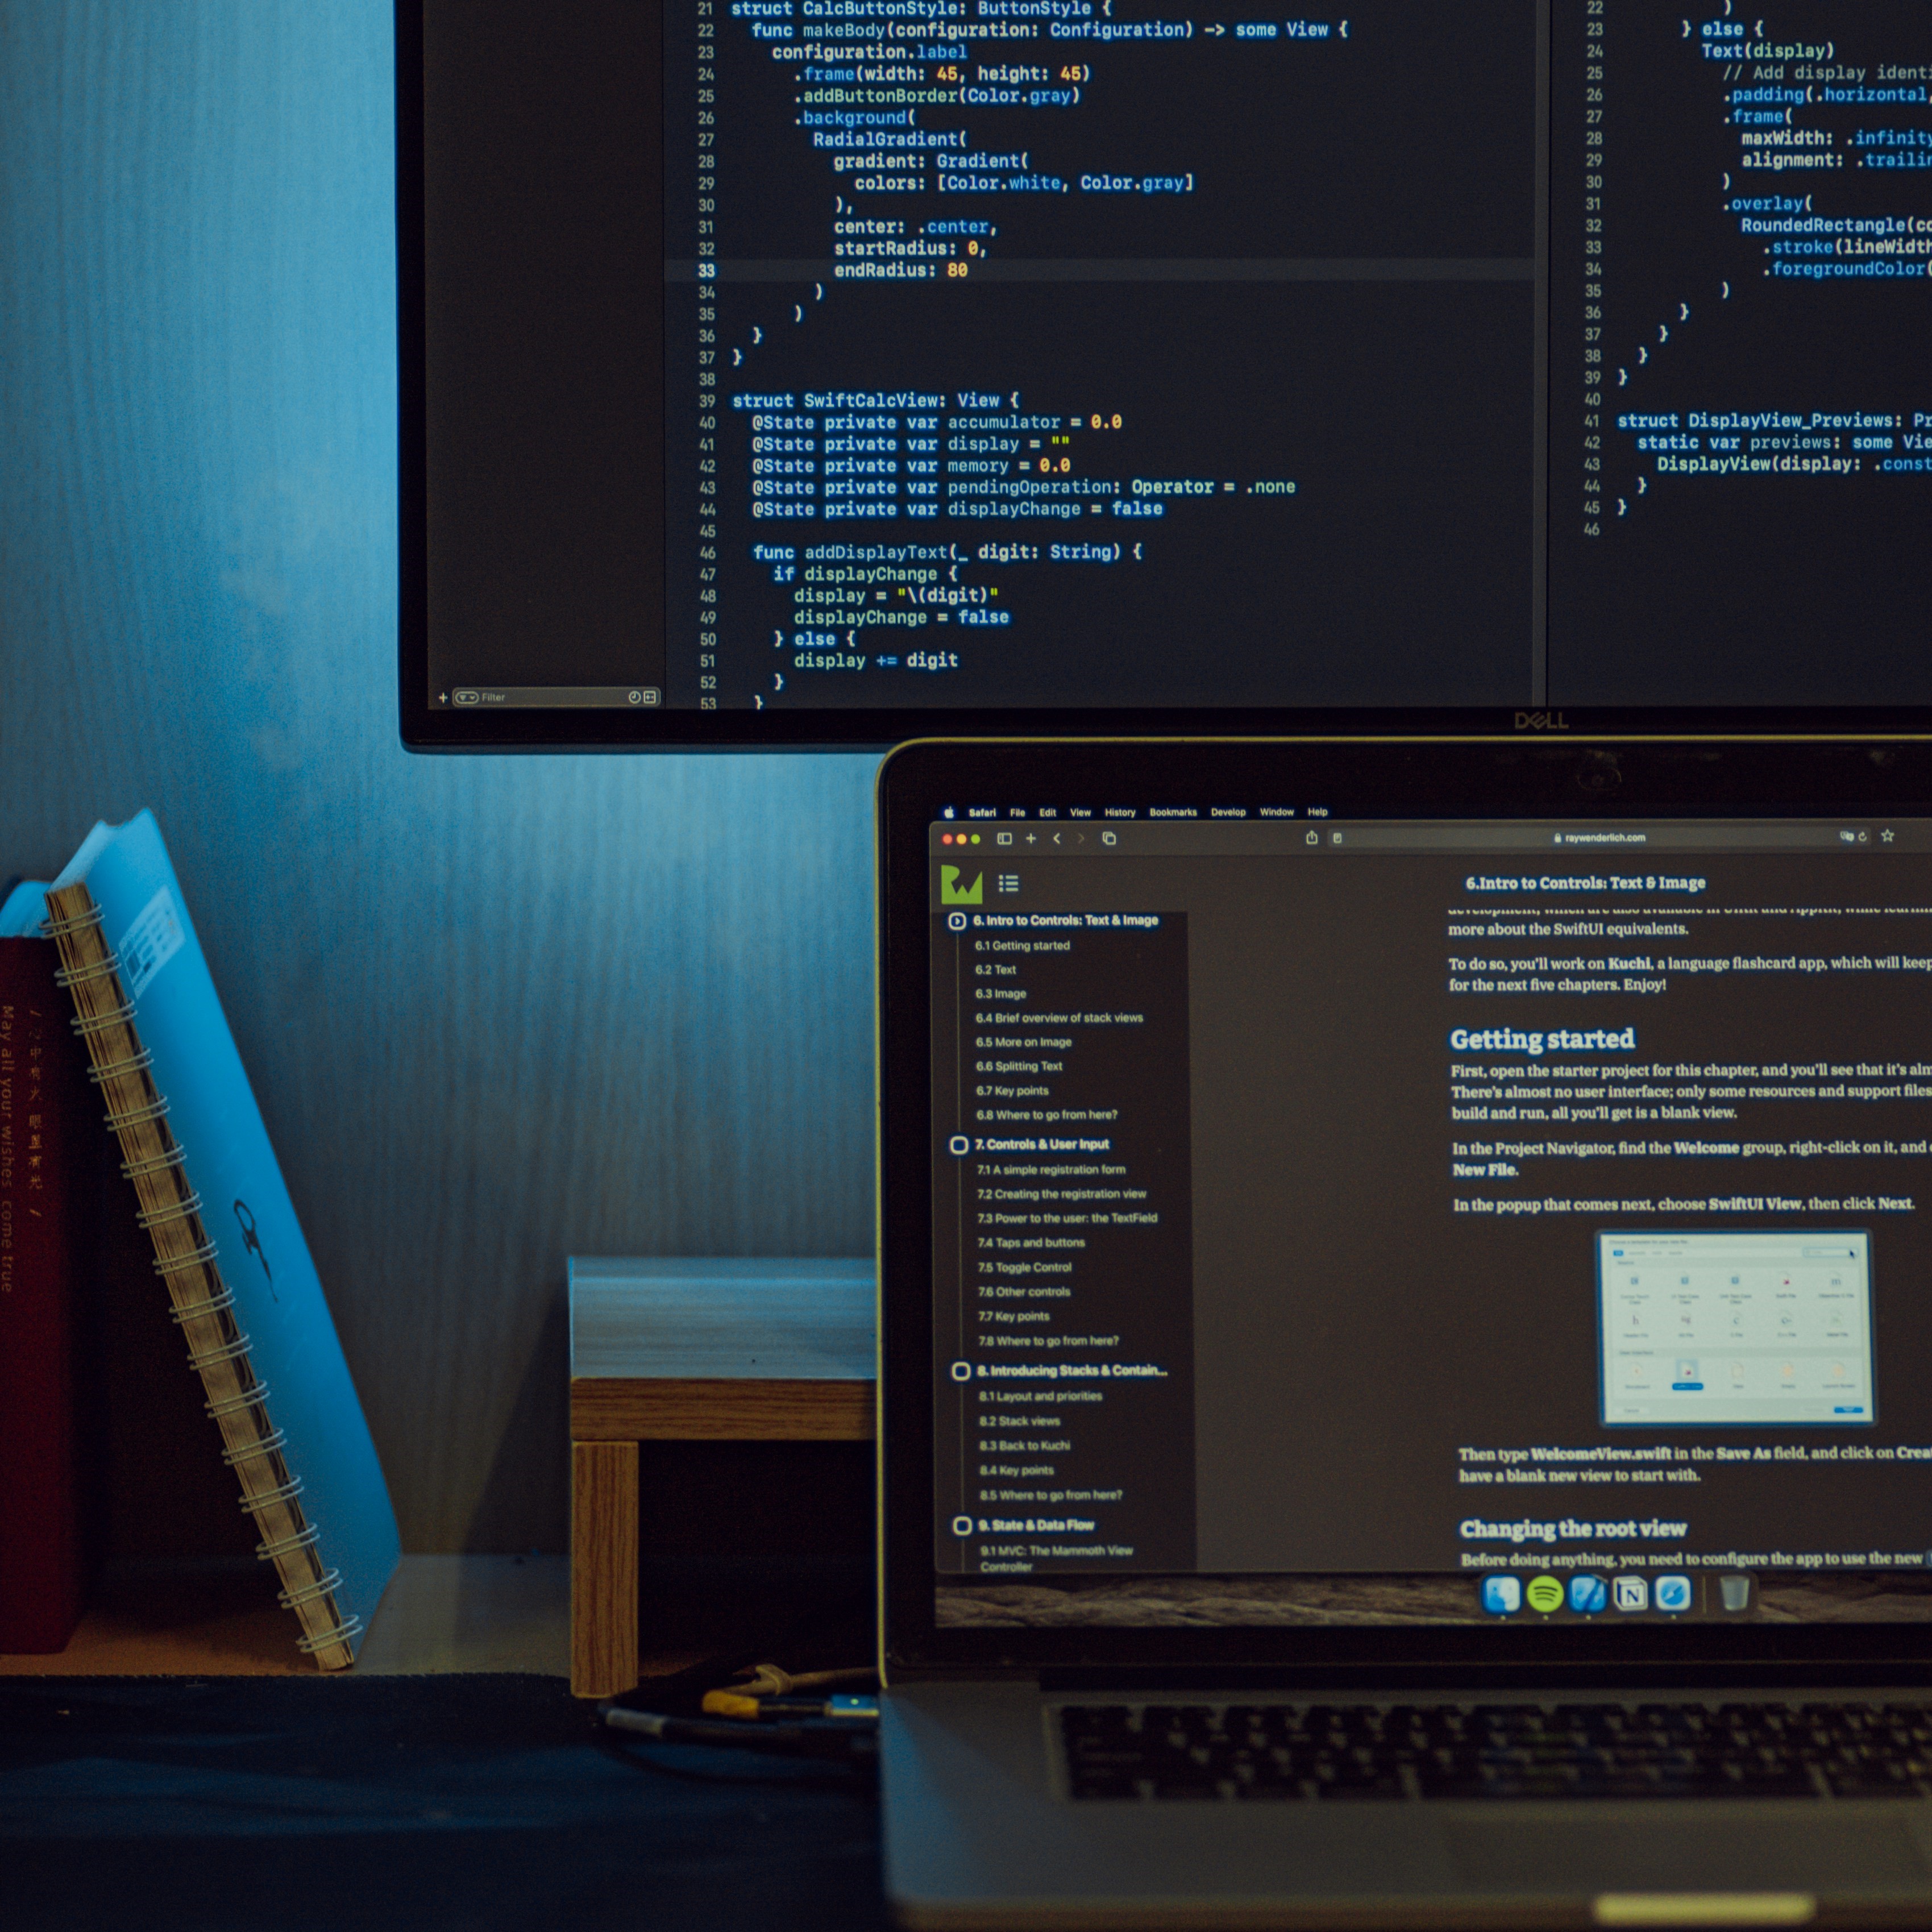 21 struct CalcButtonStyle: ButtonStyle {
22 func makeBody(configuration: Configuration) -> some View {
23 configuration.label
24 .frame(width: 45, height: 45)
25 .addButtonBorder(Color.gray)
26 .background(
27 RadialGradient(
28 gradient: Gradient(
29 colors: [Color.white, Color.gray]
30 ),
31 center: .center,
32 startRadius: 0,
33 endRadius: 80
34 )
35 )
36 }
37 }
38
39 struct SwiftCalcView: View {
40 @State private var accumulator = 0.0
41 @State private var display = ""
42 @State private var memory = 0.0
43 @State private var pendingOperation: Operator = .none
44 @State private var displayChange = false
45
46 func addDisplayText(_ digit: String) {
47 if displayChange {
48 display = "\(digit)"
49 displayChange = false
50 } else {
51 display += digit
52 }
53 }
22 )
23 } else {
24 Text(display)
25 // Add display identi
26 .padding(.horizontal,
27 .frame(
28 maxWidth: .infinity
29 alignment: .trailin
30 )
31 .overlay(
32 RoundedRectangle(co
33 .stroke(lineWidth
34 .foregroundColor(
35 )
36 }
37 }
38 }
39 }
40
41 struct DisplayView_Previews: Pr
42 static var previews: some Vie
43 DisplayView(display: .const
44 }
45 }
46
Filter
DELL
Safari File Edit View History Bookmarks Develop Window Help
raywenderlich.com
6.Intro to Controls: Text & Image
6. Intro to Controls: Text & Image
6.1 Getting started
6.2 Text
6.3 Image
6.4 Brief overview of stack views
6.5 More on Image
6.6 Splitting Text
6.7 Key points
6.8 Where to go from here?
7. Controls & User Input
7.1 A simple registration form
7.2 Creating the registration view
7.3 Power to the user: the TextField
7.4 Taps and buttons
7.5 Toggle Control
7.6 Other controls
7.7 Key points
7.8 Where to go from here?
8. Introducing Stacks & Contain...
8.1 Layout and priorities
8.2 Stack views
8.3 Back to Kuchi
8.4 Key points
8.5 Where to go from here?
9. State & Data Flow
9.1 MVC: The Mammoth View
Controller
more about the SwiftUI equivalents.
To do so, you'll work on Kuchi, a language flashcard app, which will keep
for the next five chapters. Enjoy!
Getting started
First, open the starter project for this chapter, and you'll see that it's alm
There's almost no user interface; only some resources and support files
build and run, all you'll get is a blank view.
In the Project Navigator, find the Welcome group, right-click on it, and
New File.
In the popup that comes next, choose SwiftUI View, then click Next.
Then type WelcomeView.swift in the Save As field, and click on Crea
have a blank new view to start with.
Changing the root view
Before doing anything, you need to configure the app to use the new
May all your wishes come true